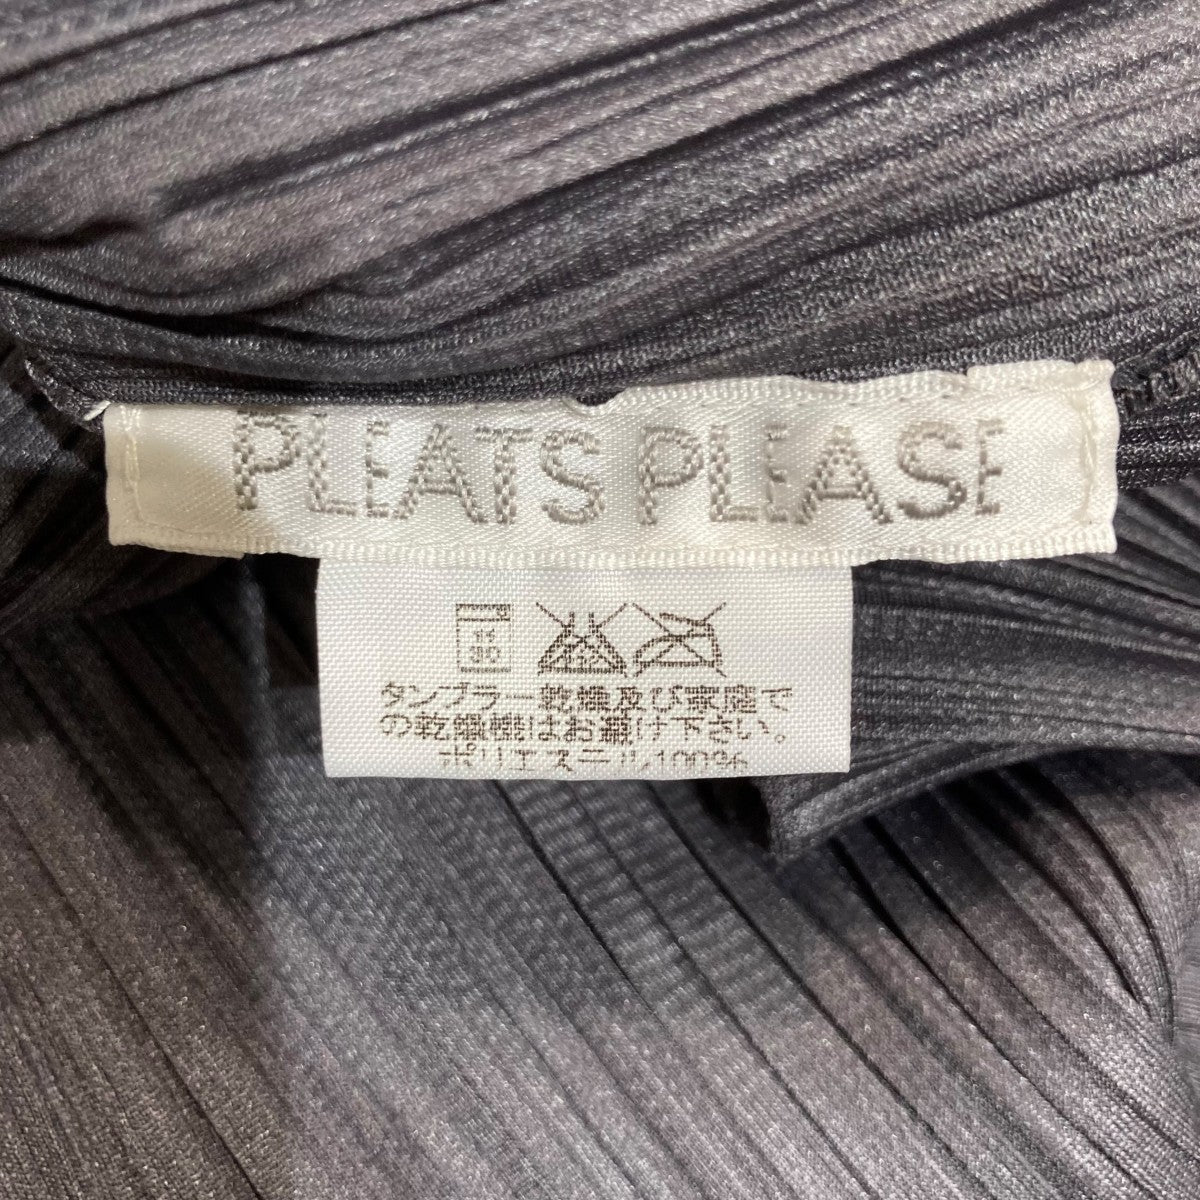 PLEATS PLEASE
タンブラー乾燥及び家庭で
の乾燥機はお避け下さい。
ポリエステル100%